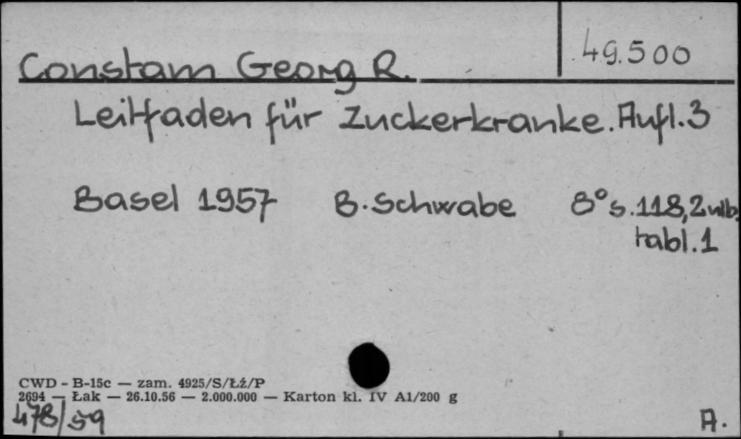 49.500
Constam Georg R.
Leitfaden für Zuckerkranke. Aufl. 3
Basel 1957 B. Schwabe 8° s. 118, 2 nlb,
tabl. 1
CWD - B-15c — zam. 4925/S/Łż/P
2694 — Łak — 26.10.56 — 2.000.000 — Karton kl. IV A1/200 g
478/59
A.